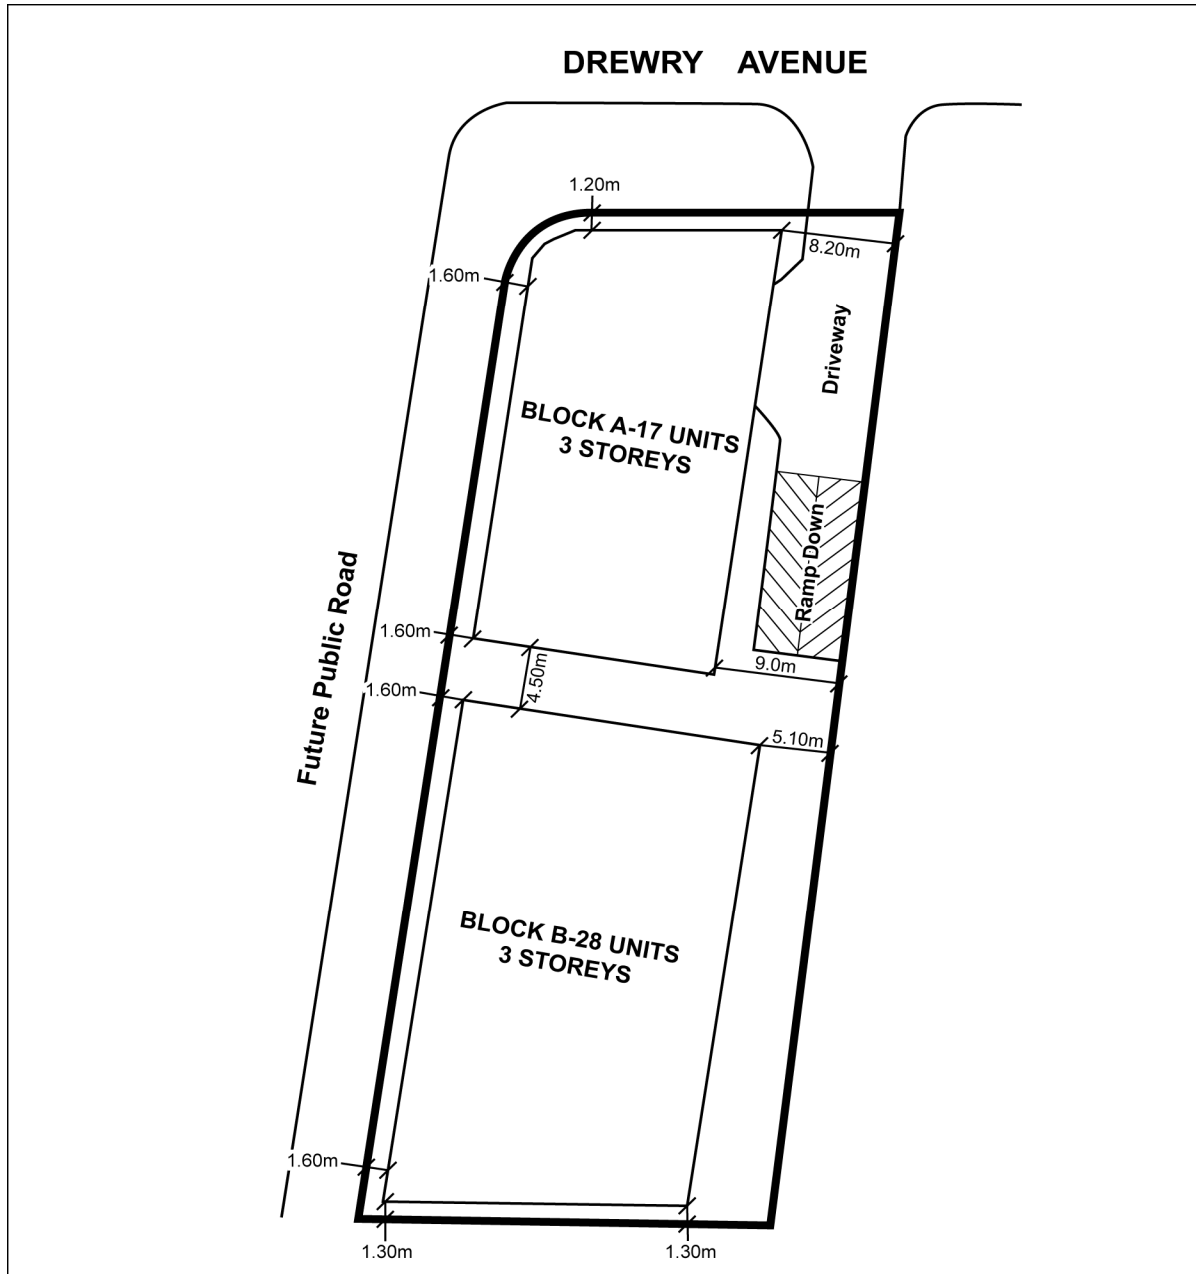 DREWRY AVENUE
1.20m
8.20m
1.60m
Driveway
BLOCK A-17 UNITS
3 STOREYS
Ramp Down
Future Public Road
1.60m
4.50m
9.0m
1.60m
5.10m
BLOCK B-28 UNITS
3 STOREYS
1.60m
1.30m
1.30m